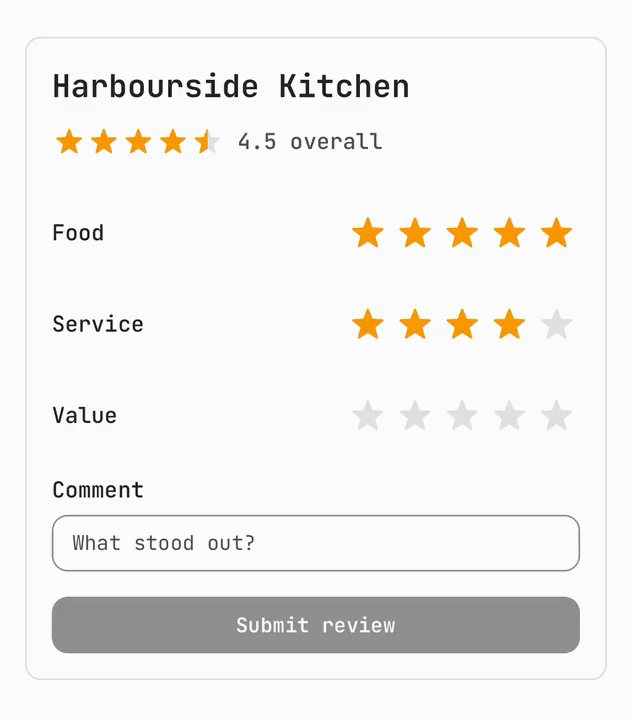 Harbourside Kitchen
4.5 overall
Food
Service
Value
Comment
What stood out?
Submit review